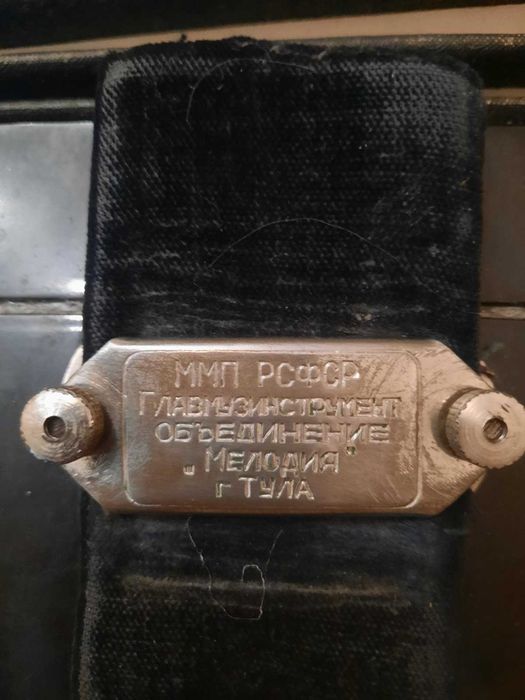 ММП РСФСР
ГЛАВМУЗИНСТРУМЕНТ
ОБЪЕДИНЕНИЕ
„МЕЛОДИЯ"
г ТУЛА